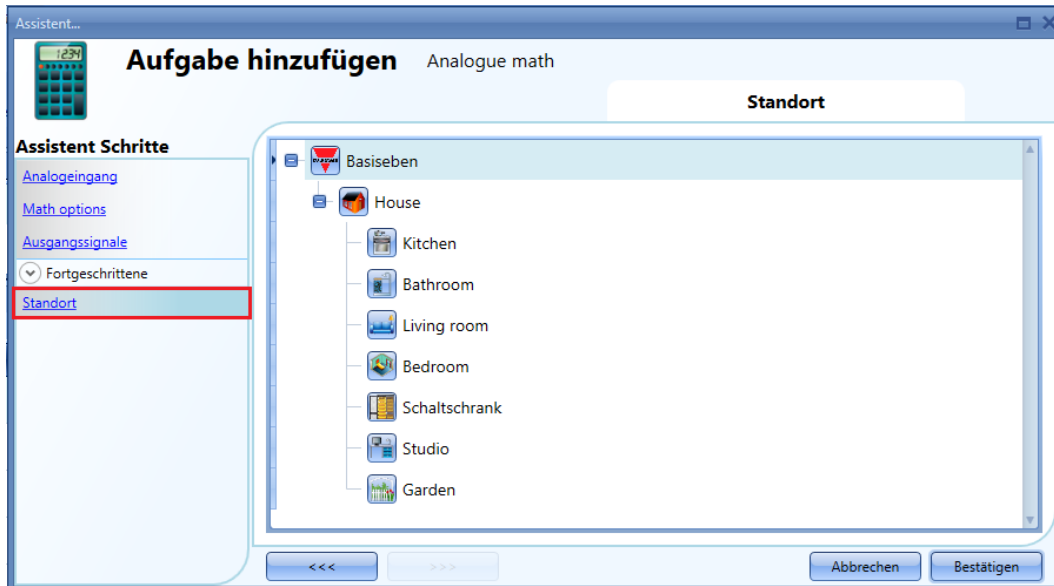 Assistent...
1234
Aufgabe hinzufügen Analogue math
Standort
Assistent Schritte
Analogeingang
Math options
Ausgangssignale
Fortgeschrittene
Standort
Basiseben
House
Kitchen
Bathroom
Living room
Bedroom
Schaltschrank
Studio
Garden
<<< >>> Abbrechen Bestätigen